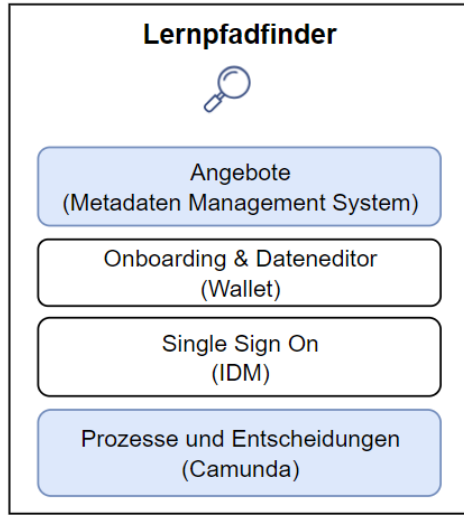 Lernpfadfinder
Angebote
(Metadaten Management System)
Onboarding & Dateneditor
(Wallet)
Single Sign On
(IDM)
Prozesse und Entscheidungen
(Camunda)